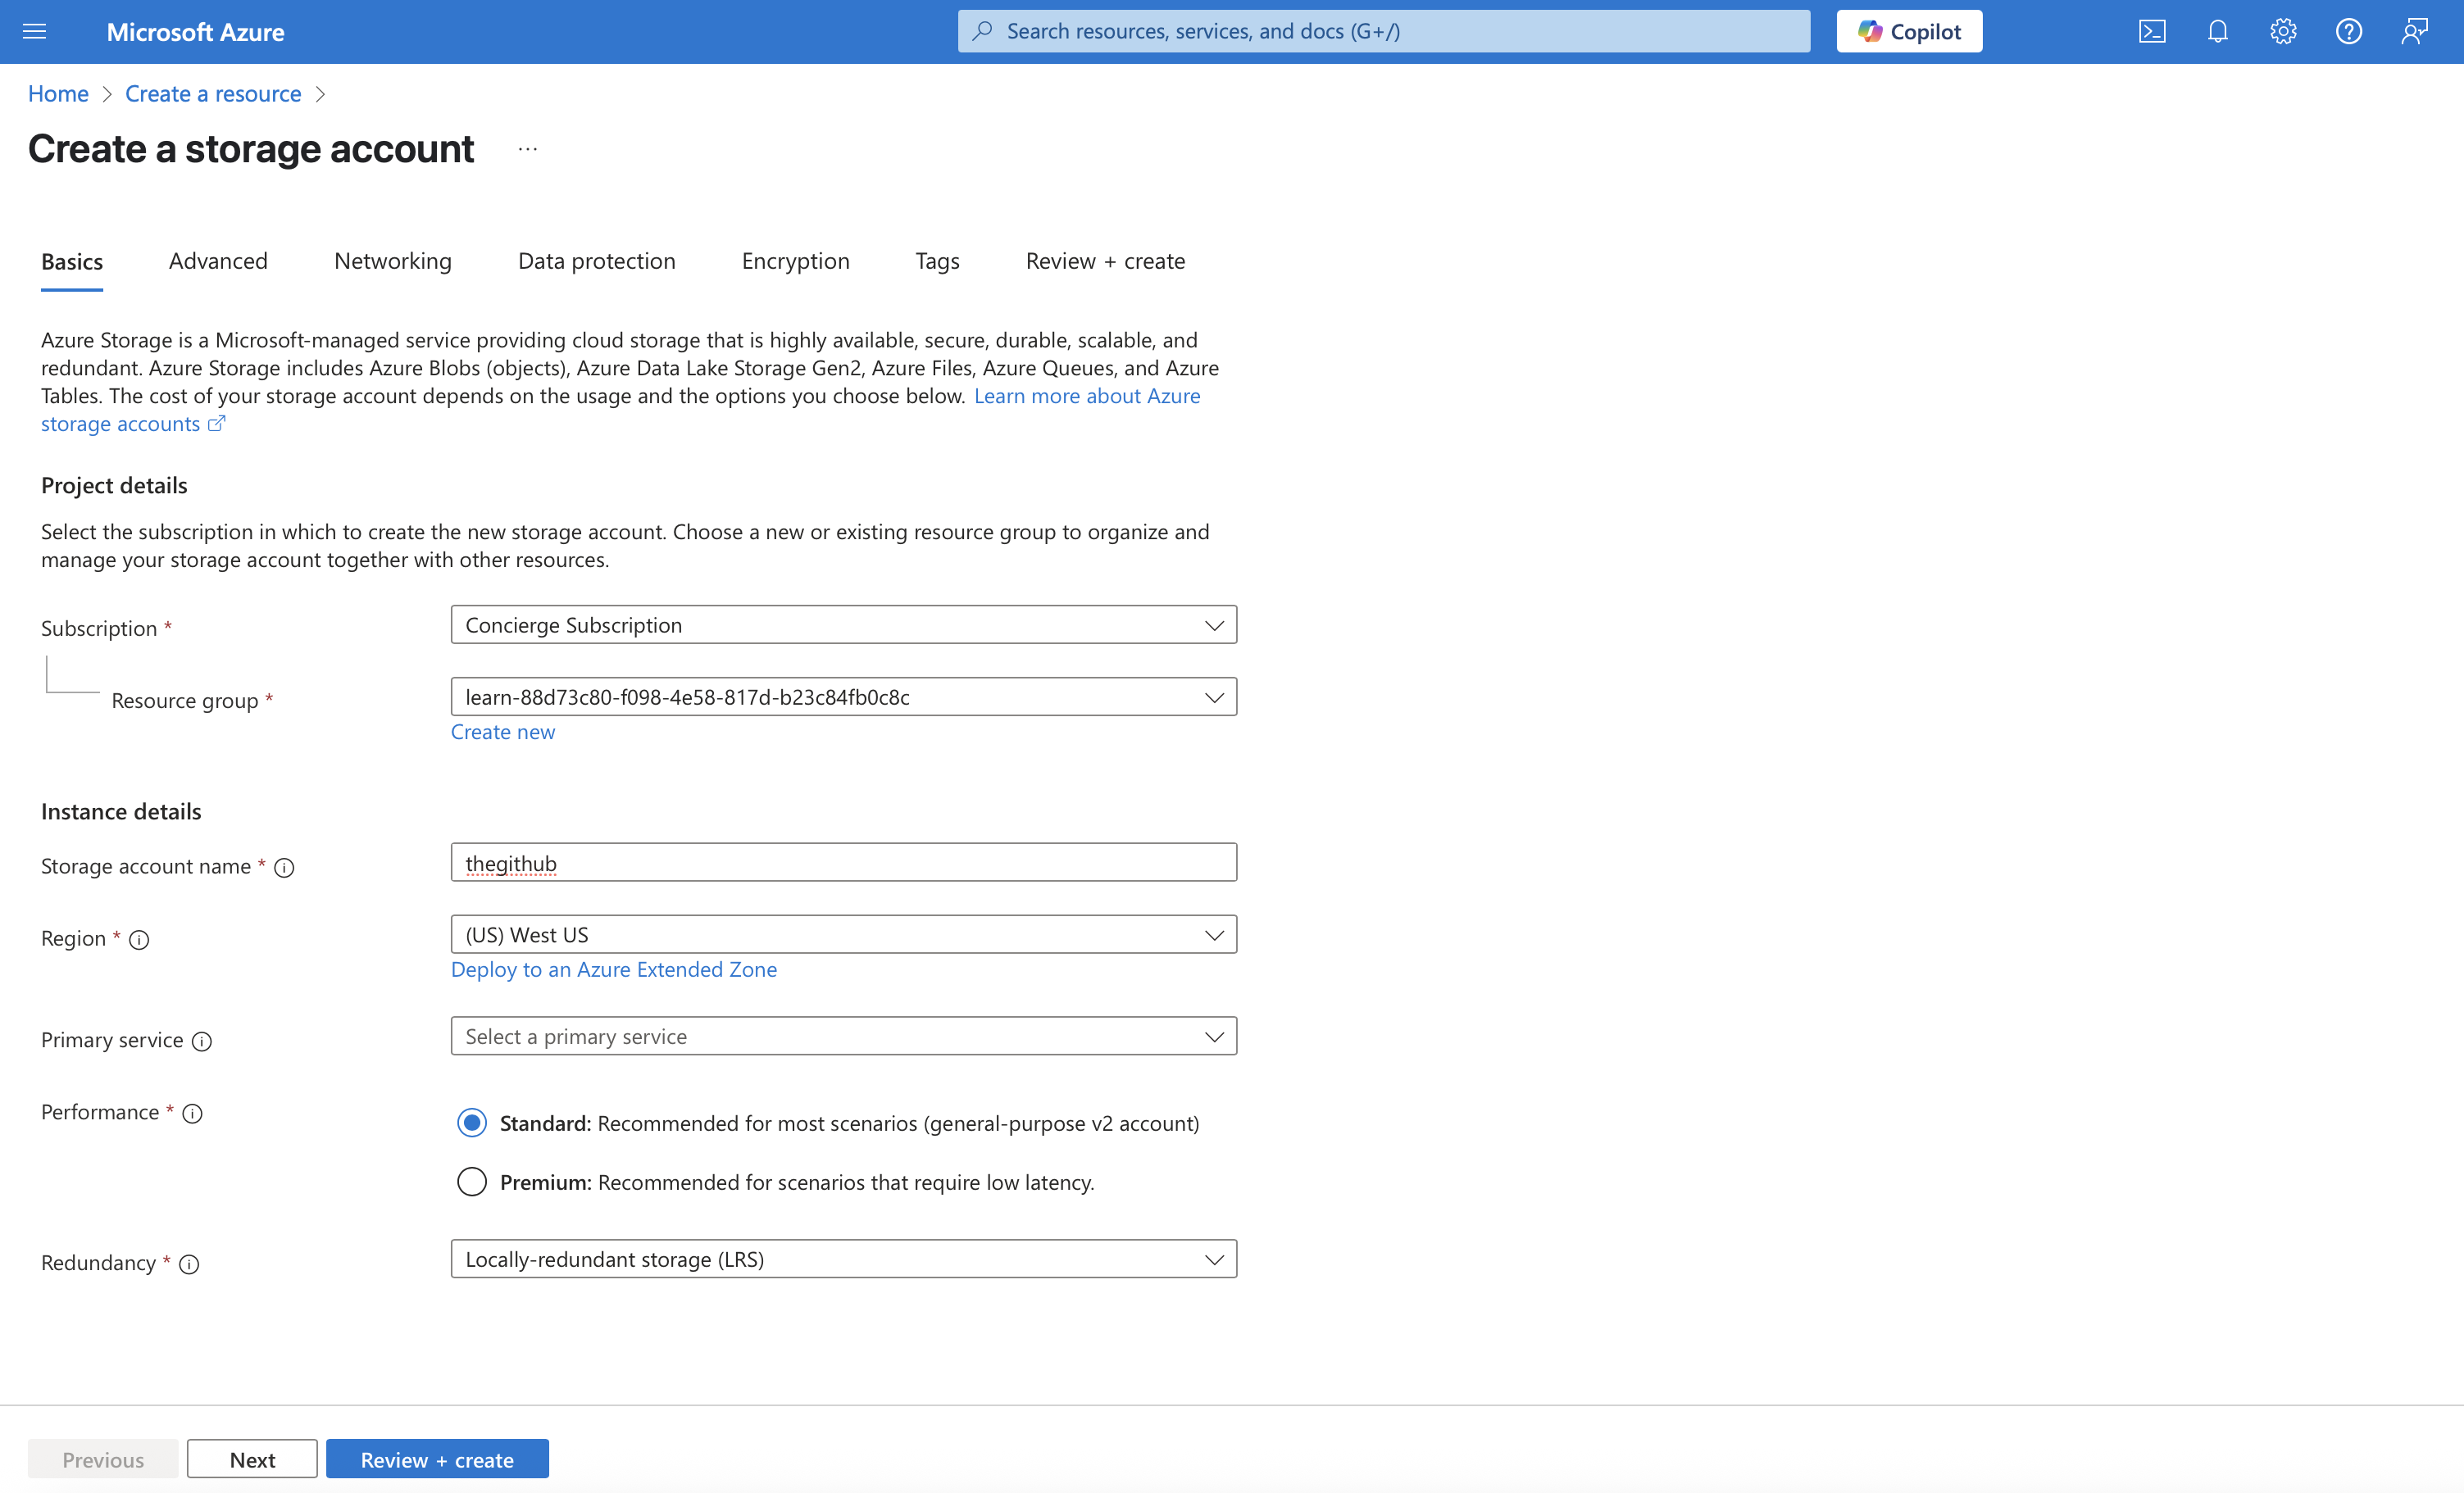 Microsoft Azure
Search resources, services, and docs (G+/)
Copilot
Home > Create a resource >
Create a storage account ...
Basics Advanced Networking Data protection Encryption Tags Review + create
Azure Storage is a Microsoft-managed service providing cloud storage that is highly available, secure, durable, scalable, and
redundant. Azure Storage includes Azure Blobs (objects), Azure Data Lake Storage Gen2, Azure Files, Azure Queues, and Azure
Tables. The cost of your storage account depends on the usage and the options you choose below. Learn more about Azure
storage accounts
Project details
Select the subscription in which to create the new storage account. Choose a new or existing resource group to organize and
manage your storage account together with other resources.
Subscription *
Concierge Subscription
Resource group *
learn-88d73c80-f098-4e58-817d-b23c84fb0c8c
Create new
Instance details
Storage account name *
thegithub
Region *
(US) West US
Deploy to an Azure Extended Zone
Primary service
Select a primary service
Performance *
Standard: Recommended for most scenarios (general-purpose v2 account)
Premium: Recommended for scenarios that require low latency.
Redundancy *
Locally-redundant storage (LRS)
Previous
Next
Review + create